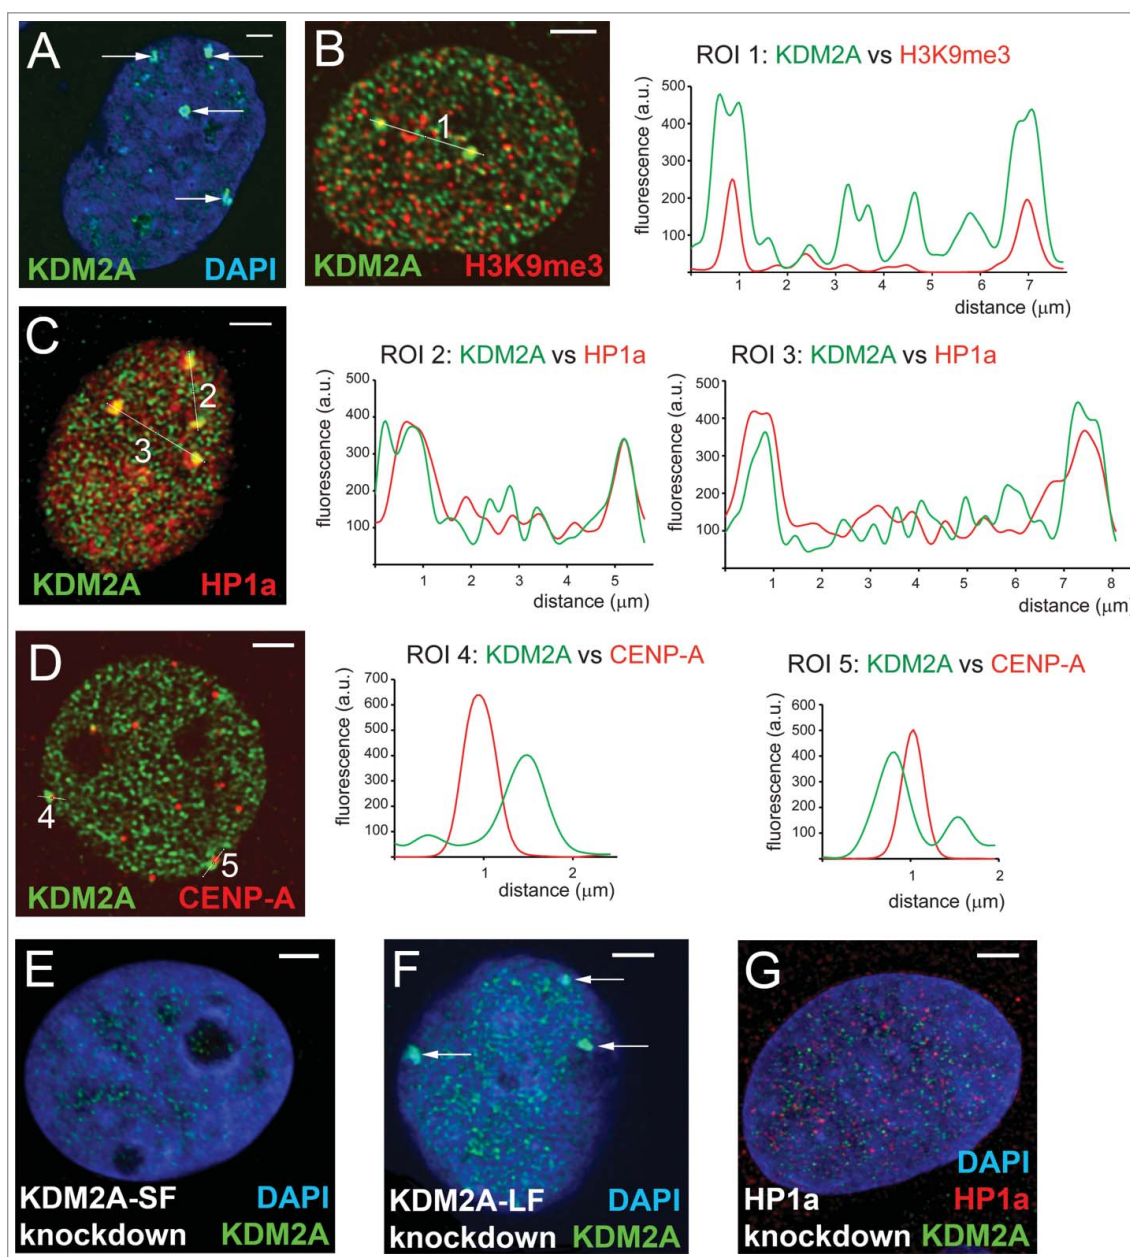 A
KDM2A DAPI
B
1
KDM2A H3K9me3
ROI 1: KDM2A vs H3K9me3
fluorescence (a.u.)
500
400
300
200
100
1 2 3 4 5 6 7
distance (μm)
C
2
3
KDM2A HP1a
ROI 2: KDM2A vs HP1a
fluorescence (a.u.)
500
400
300
200
100
1 2 3 4 5
distance (μm)
ROI 3: KDM2A vs HP1a
fluorescence (a.u.)
500
400
300
200
100
1 2 3 4 5 6 7 8
distance (μm)
D
4
5
KDM2A CENP-A
ROI 4: KDM2A vs CENP-A
fluorescence (a.u.)
700
600
500
400
300
200
100
1 2
distance (μm)
ROI 5: KDM2A vs CENP-A
fluorescence (a.u.)
600
500
400
300
200
100
1 2
distance (μm)
E
KDM2A-SF DAPI
knockdown KDM2A
F
KDM2A-LF DAPI
knockdown KDM2A
G
DAPI
HP1a HP1a
knockdown KDM2A